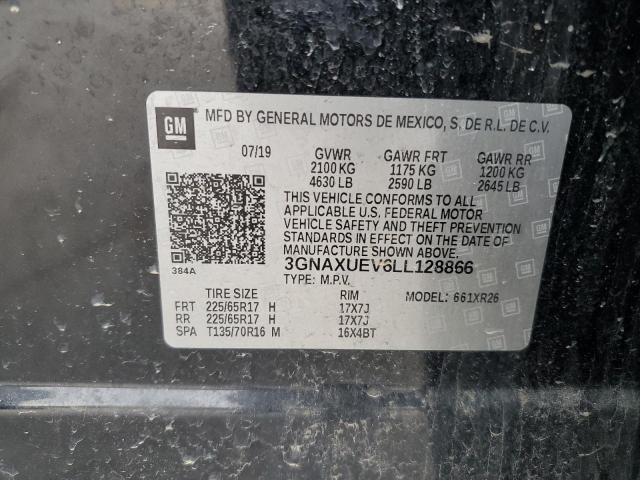 GM MFD BY GENERAL MOTORS DE MEXICO, S. DE R.L. DE C.V.
07/19 GVWR GAWR FRT GAWR RR
2100 KG 1175 KG 1200 KG
4630 LB 2590 LB 2645 LB
THIS VEHICLE CONFORMS TO ALL
APPLICABLE U.S. FEDERAL MOTOR
VEHICLE SAFETY AND THEFT PREVENTION
STANDARDS IN EFFECT ON THE DATE OF
MANUFACTURE SHOWN ABOVE.
384A
3GNAXUEV6LL128866
TYPE: M.P.V.
TIRE SIZE RIM MODEL: 661XR26
FRT 225/65R17 H 17X7J
RR 225/65R17 H 17X7J
SPA T135/70R16 M 16X4BT